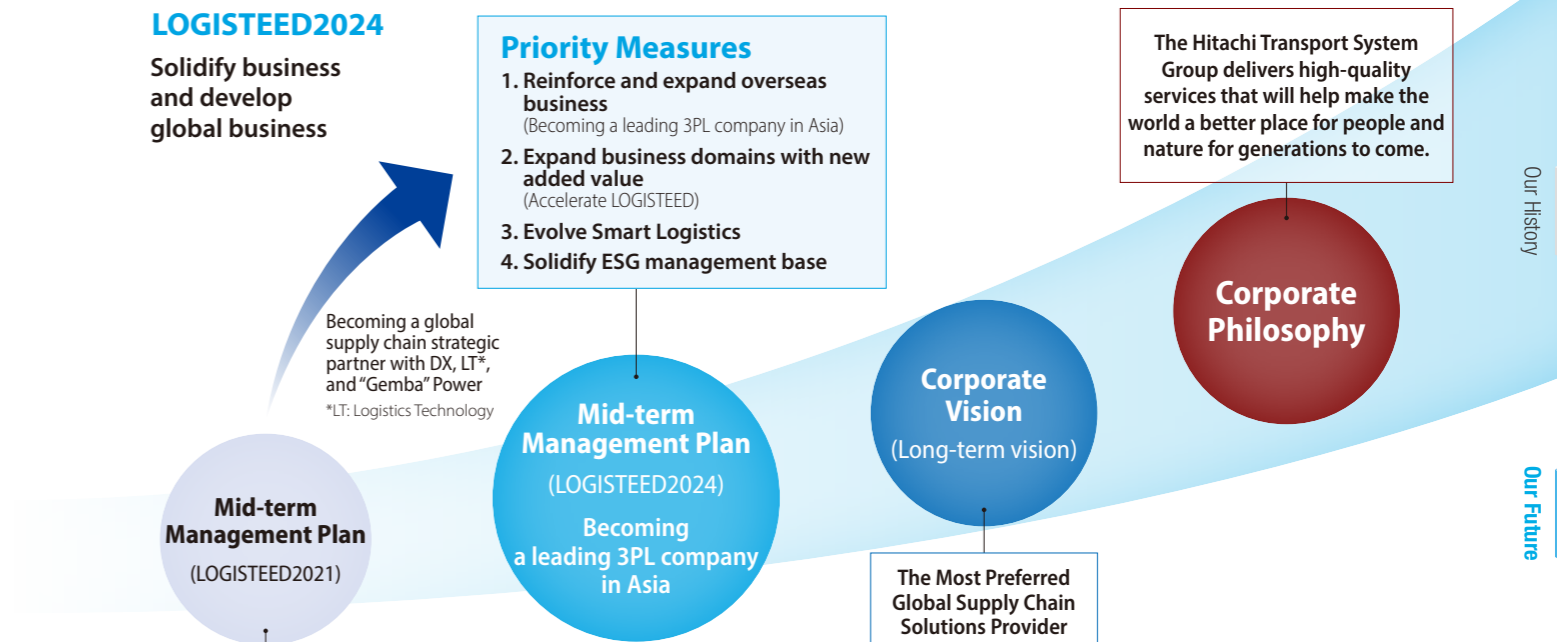 LOGISTEED2024
Solidify business
and develop
global business
Priority Measures
1. Reinforce and expand overseas
business
(Becoming a leading 3PL company in Asia)
2. Expand business domains with new
added value
(Accelerate LOGISTEED)
3. Evolve Smart Logistics
4. Solidify ESG management base
The Hitachi Transport System
Group delivers high-quality
services that will help make the
world a better place for people and
nature for generations to come.
Becoming a global
supply chain strategic
partner with DX, LT*,
and “Gemba” Power
*LT: Logistics Technology
Mid-term
Management Plan
(LOGISTEED2021)
Mid-term
Management Plan
(LOGISTEED2024)
Becoming
a leading 3PL company
in Asia
Corporate
Vision
(Long-term vision)
The Most Preferred
Global Supply Chain
Solutions Provider
Corporate
Philosophy
Our History
Our Future